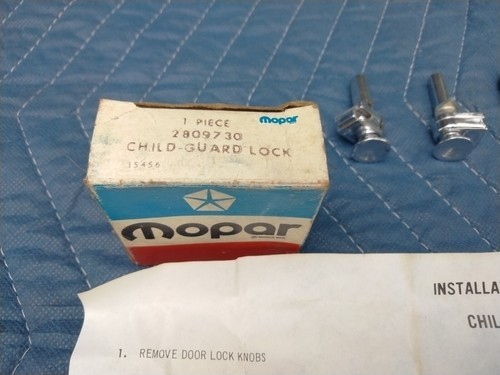 1 PIECE
mopar
2809730
CHILD-GUARD LOCK
35456
mopar
INSTALLA
CHIL
1. REMOVE DOOR LOCK KNOBS